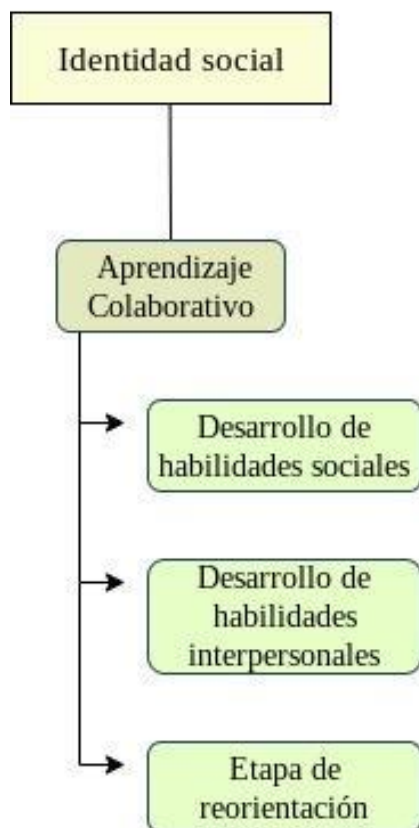 Identidad social
Aprendizaje
Colaborativo
Desarrollo de
habilidades sociales
Desarrollo de
habilidades
interpersonales
Etapa de
reorientación